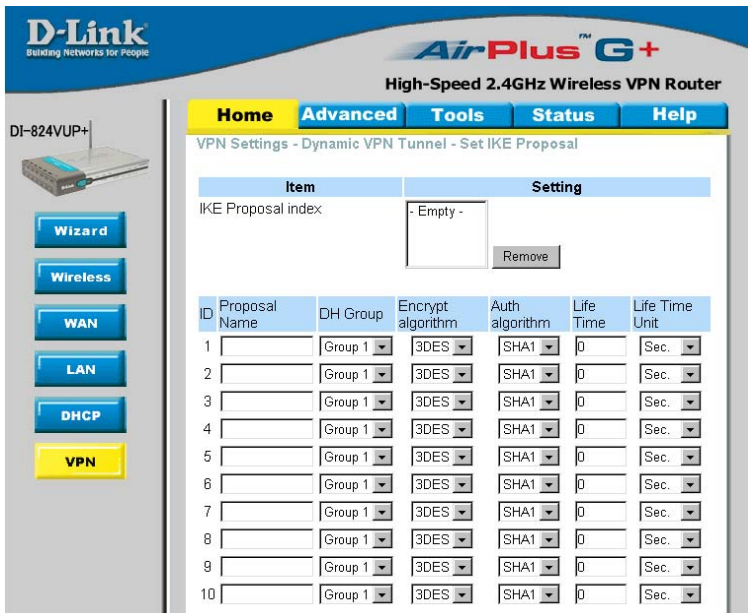 D-Link
Building Networks for People
AirPlus G+
TM
High-Speed 2.4GHz Wireless VPN Router
DI-824VUP+
Home Advanced Tools Status Help
VPN Settings - Dynamic VPN Tunnel - Set IKE Proposal
Item Setting
IKE Proposal index - Empty - Remove
Wizard
Wireless
WAN
LAN
DHCP
VPN
ID Proposal Name DH Group Encrypt algorithm Auth algorithm Life Time Life Time Unit
1 Group 1 3DES SHA1 0 Sec.
2 Group 1 3DES SHA1 0 Sec.
3 Group 1 3DES SHA1 0 Sec.
4 Group 1 3DES SHA1 0 Sec.
5 Group 1 3DES SHA1 0 Sec.
6 Group 1 3DES SHA1 0 Sec.
7 Group 1 3DES SHA1 0 Sec.
8 Group 1 3DES SHA1 0 Sec.
9 Group 1 3DES SHA1 0 Sec.
10 Group 1 3DES SHA1 0 Sec.